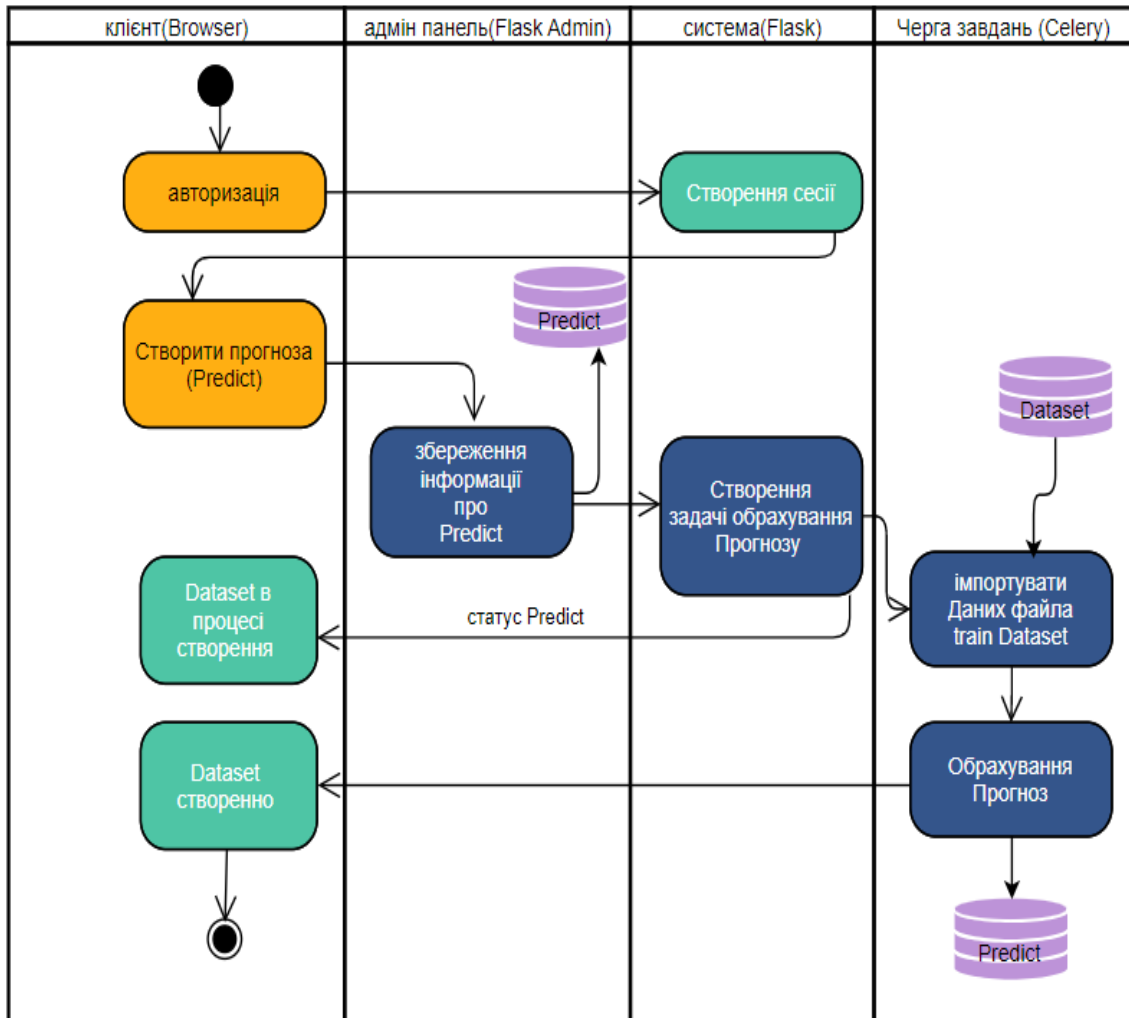 клієнт(Browser)
адмін панель(Flask Admin)
система(Flask)
Черга завдань (Celery)
авторизація
Створення сесії
Створити прогноза
(Predict)
Predict
Dataset
збереження
інформації
про
Predict
Створення
задачі обрахування
Прогнозу
імпортувати
Даних файла
train Dataset
Dataset в
процесі
створення
статус Predict
Dataset
створенно
Обрахування
Прогноз
Predict